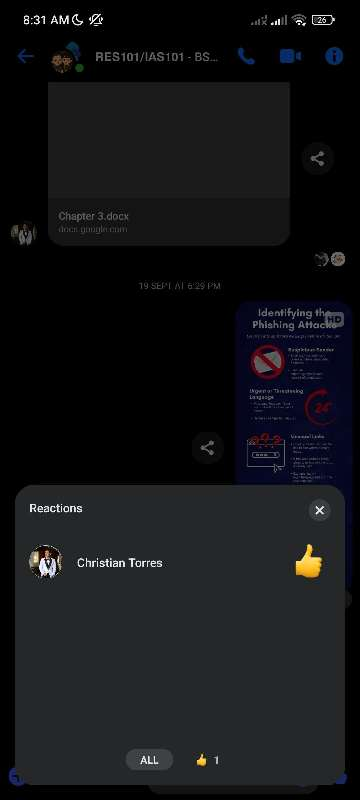 8:31 AM
26
RES101/IAS101 - BS...
Chapter 3.docx
docs.google.com
19 SEPT AT 6:29 PM
Identifying the
Phishing Attacks
HD
Suspicious Sender
Urgent or Threatening
Language
24
Unusual Links
Reactions
Christian Torres
ALL
1